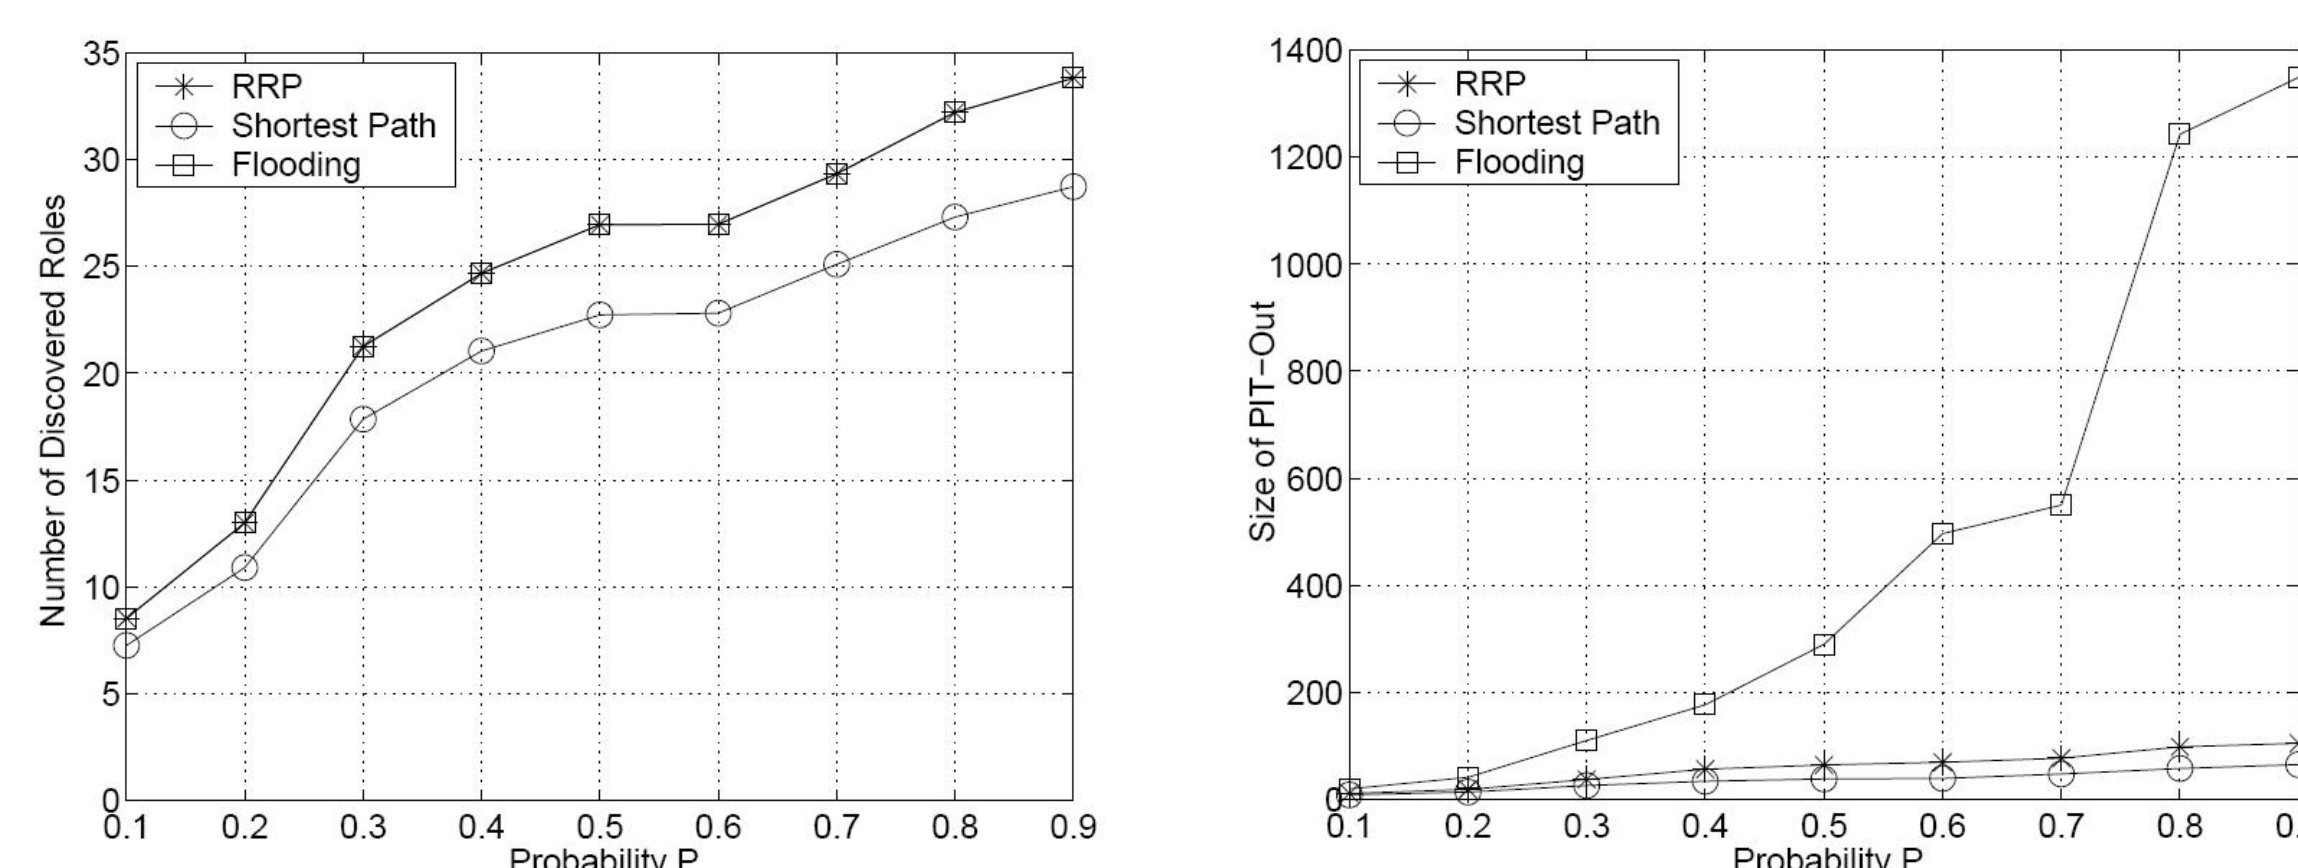 35
30
25
20
15
10
5
0
Number of Discovered Roles
RRP
Shortest Path
Flooding
0.1 0.2 0.3 0.4 0.5 0.6 0.7 0.8 0.9
Probability P
1400
1200
1000
800
600
400
200
0
Size of PIT-Out
RRP
Shortest Path
Flooding
0.1 0.2 0.3 0.4 0.5 0.6 0.7 0.8 0.
Probability P